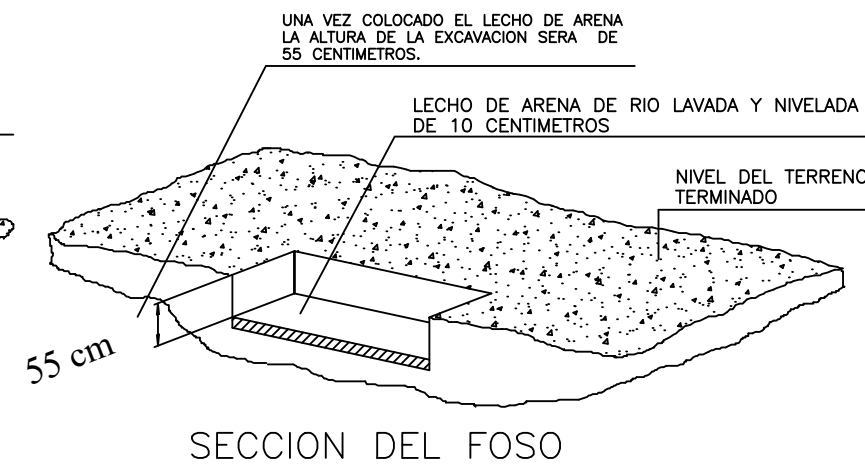 UNA VEZ COLOCADO EL LECHO DE ARENA
LA ALTURA DE LA EXCAVACION SERA DE
55 CENTIMETROS.
LECHO DE ARENA DE RIO LAVADA Y NIVELADA
DE 10 CENTIMETROS
NIVEL DEL TERRENO
TERMINADO
55 cm
SECCION DEL FOSO